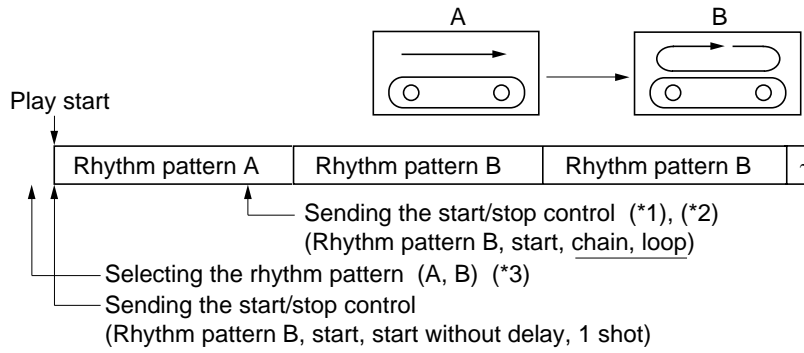 A
B
Play start
Rhythm pattern A
Rhythm pattern B
Rhythm pattern B
~
Sending the start/stop control (*1), (*2)
(Rhythm pattern B, start, chain, loop)
Selecting the rhythm pattern (A, B) (*3)
Sending the start/stop control
(Rhythm pattern B, start, start without delay, 1 shot)